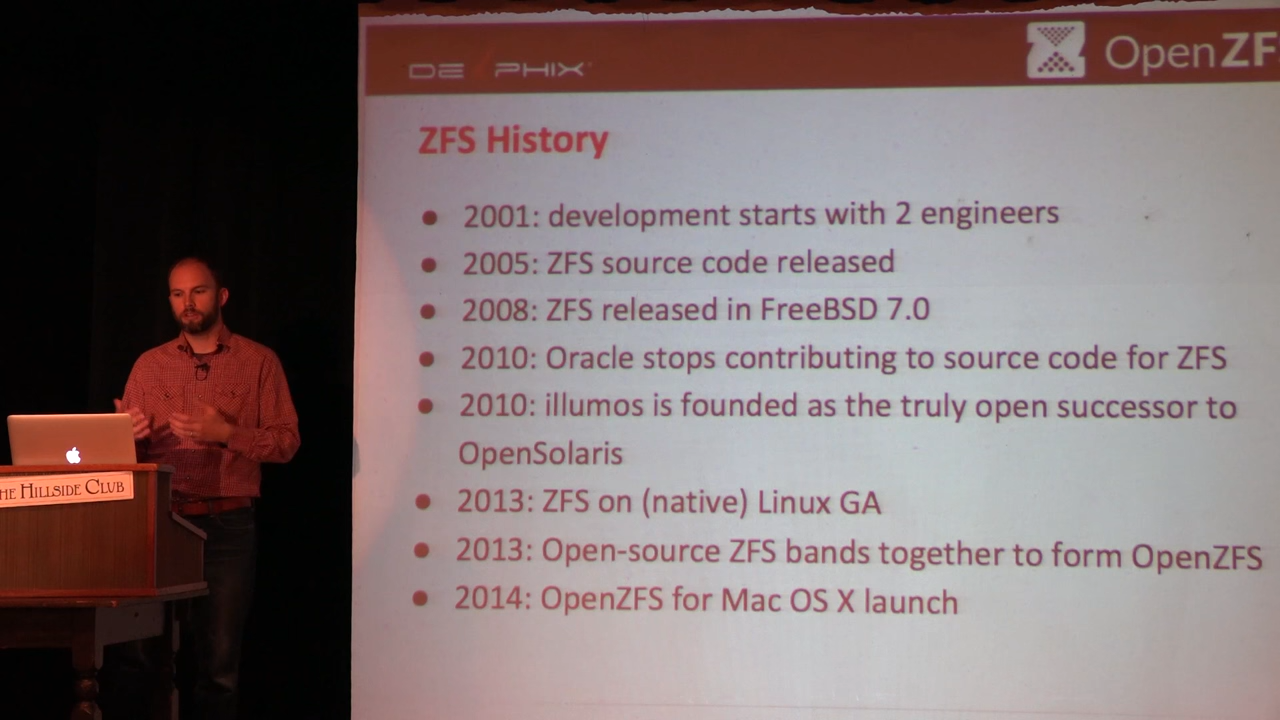 DELPHIX
OpenZF
ZFS History
● 2001: development starts with 2 engineers
● 2005: ZFS source code released
● 2008: ZFS released in FreeBSD 7.0
● 2010: Oracle stops contributing to source code for ZFS
● 2010: illumos is founded as the truly open successor to
OpenSolaris
● 2013: ZFS on (native) Linux GA
● 2013: Open-source ZFS bands together to form OpenZFS
● 2014: OpenZFS for Mac OS X launch
HE HILLSIDE CLUB